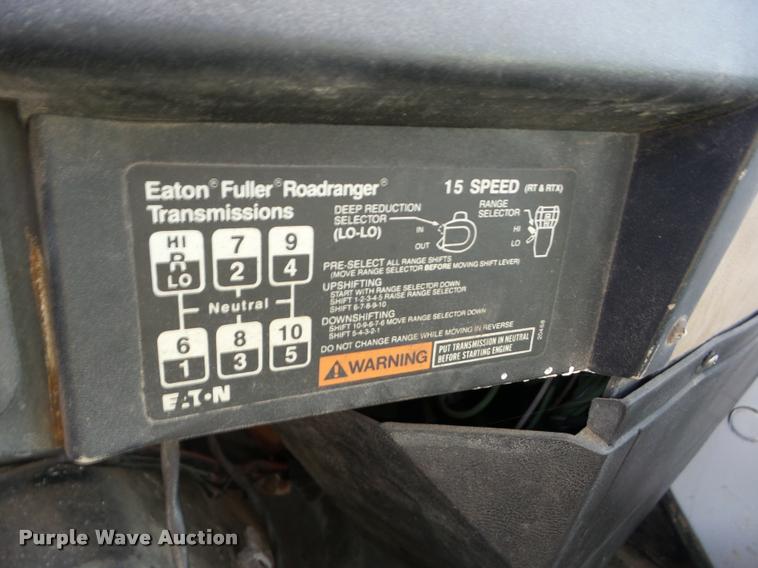 Eaton® Fuller® Roadranger® 15 SPEED (RT & RTX)
Transmissions
DEEP REDUCTION SELECTOR (LO-LO)
IN
OUT
RANGE SELECTOR
HI
LO
HI R LO
7 2
9 4
Neutral
6 1
8 3
10 5
PRE-SELECT ALL RANGE SHIFTS
(MOVE RANGE SELECTOR BEFORE MOVING SHIFT LEVER)
UPSHIFTING
START WITH RANGE SELECTOR DOWN
SHIFT 1-2-3-4-5 RAISE RANGE SELECTOR
SHIFT 6-7-8-9-10
DOWNSHIFTING
SHIFT 10-9-8-7-6 MOVE RANGE SELECTOR DOWN
SHIFT 5-4-3-2-1
DO NOT CHANGE RANGE WHILE MOVING IN REVERSE
WARNING
PUT TRANSMISSION IN NEUTRAL
BEFORE STARTING ENGINE
20468
EATON
Purple Wave Auction